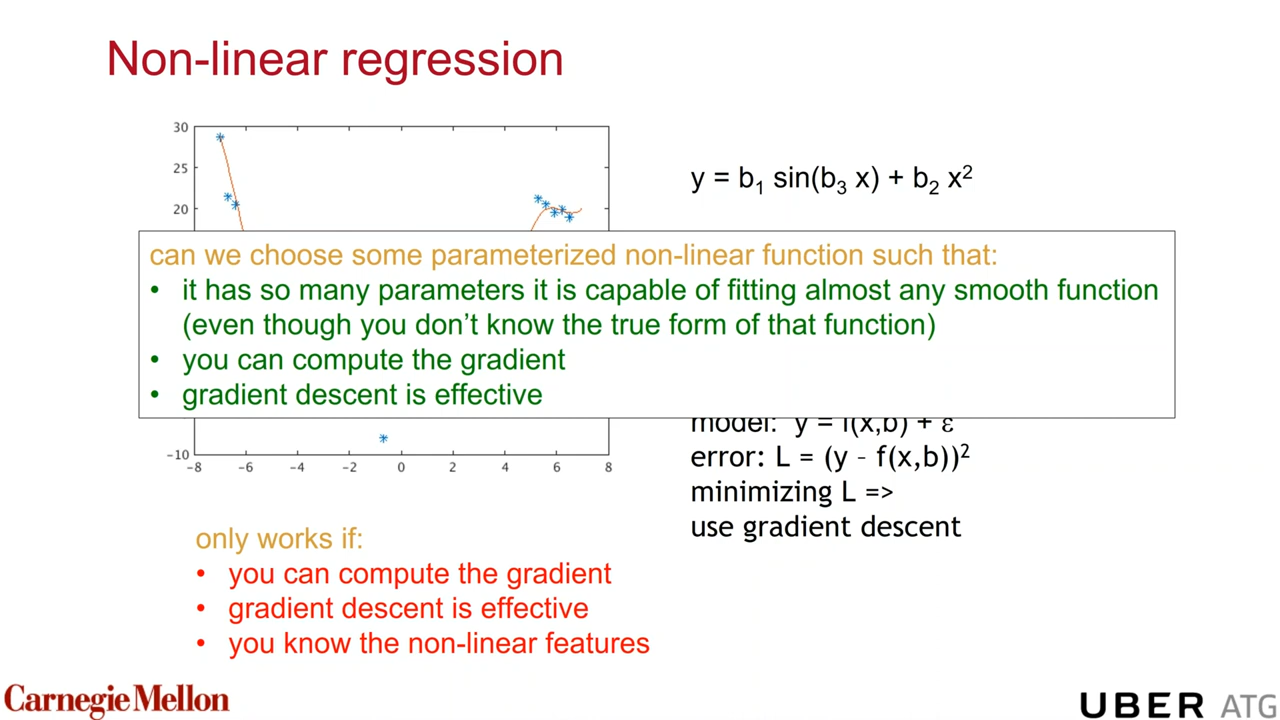 Non-linear regression
30
25
20
-10
-8 -6 -4 -2 0 2 4 6 8
y = b1 sin(b3 x) + b2 x2
can we choose some parameterized non-linear function such that:
• it has so many parameters it is capable of fitting almost any smooth function
(even though you don’t know the true form of that function)
• you can compute the gradient
• gradient descent is effective
model: y = f(x,b) + ε
error: L = (y – f(x,b))2
minimizing L =>
use gradient descent
only works if:
• you can compute the gradient
• gradient descent is effective
• you know the non-linear features
Carnegie Mellon
UBER ATG